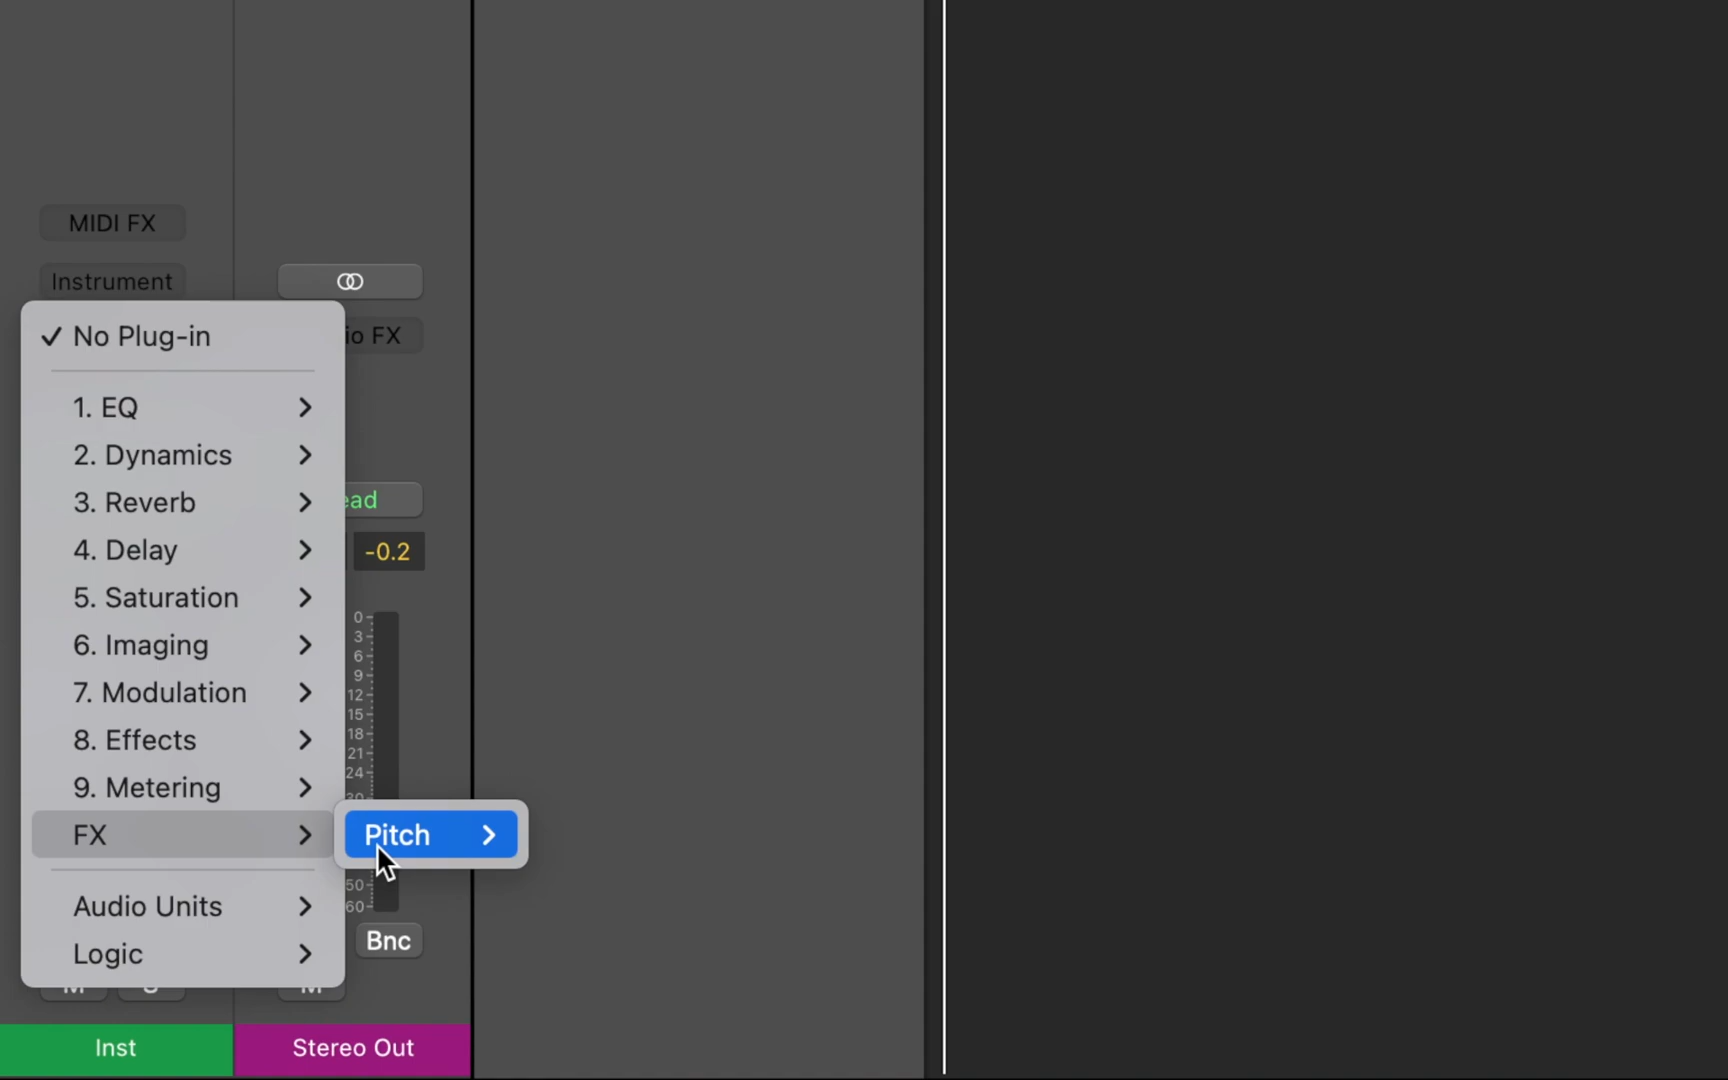 MIDI FX
Instrument
✓ No Plug-in
io FX
1. EQ
2. Dynamics
3. Reverb
ead
4. Delay
-0.2
5. Saturation
0
3
6. Imaging
6
9
7. Modulation
12
15
18
8. Effects
21
24
9. Metering
30
FX
Pitch
50
Audio Units
60
Bnc
Logic
M
S
M
Inst
Stereo Out